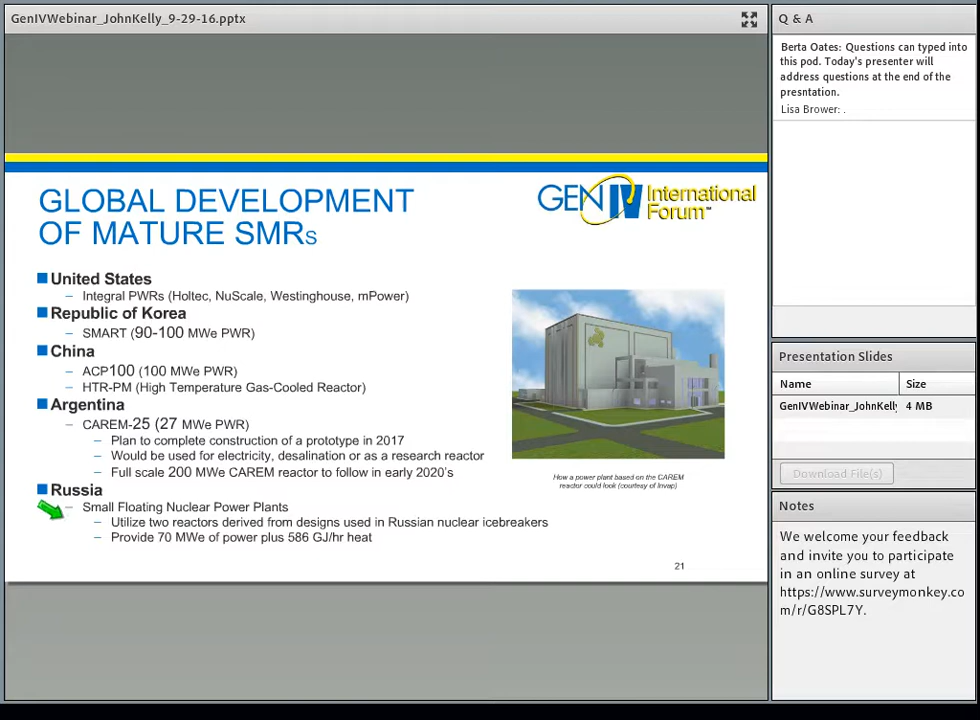 GenIVWebinar_JohnKelly_9-29-16.pptx
GLOBAL DEVELOPMENT
OF MATURE SMRs
GEN IV International
Forum™
United States
– Integral PWRs (Holtec, NuScale, Westinghouse, mPower)
Republic of Korea
– SMART (90-100 MWe PWR)
China
– ACP100 (100 MWe PWR)
– HTR-PM (High Temperature Gas-Cooled Reactor)
Argentina
– CAREM-25 (27 MWe PWR)
– Plan to complete construction of a prototype in 2017
– Would be used for electricity, desalination or as a research reactor
– Full scale 200 MWe CAREM reactor to follow in early 2020's
Russia
– Small Floating Nuclear Power Plants
– Utilize two reactors derived from designs used in Russian nuclear icebreakers
– Provide 70 MWe of power plus 586 GJ/hr heat
How a power plant based on the CAREM
reactor could look (courtesy of Invap)
21
Q & A
Berta Oates: Questions can typed into
this pod. Today's presenter will
address questions at the end of the
presntation.
Lisa Brower: .
Presentation Slides
Name Size
GenIVWebinar_JohnKelly 4 MB
Download File(s)
Notes
We welcome your feedback
and invite you to participate
in an online survey at
https://www.surveymonkey.co
m/r/G8SPL7Y.